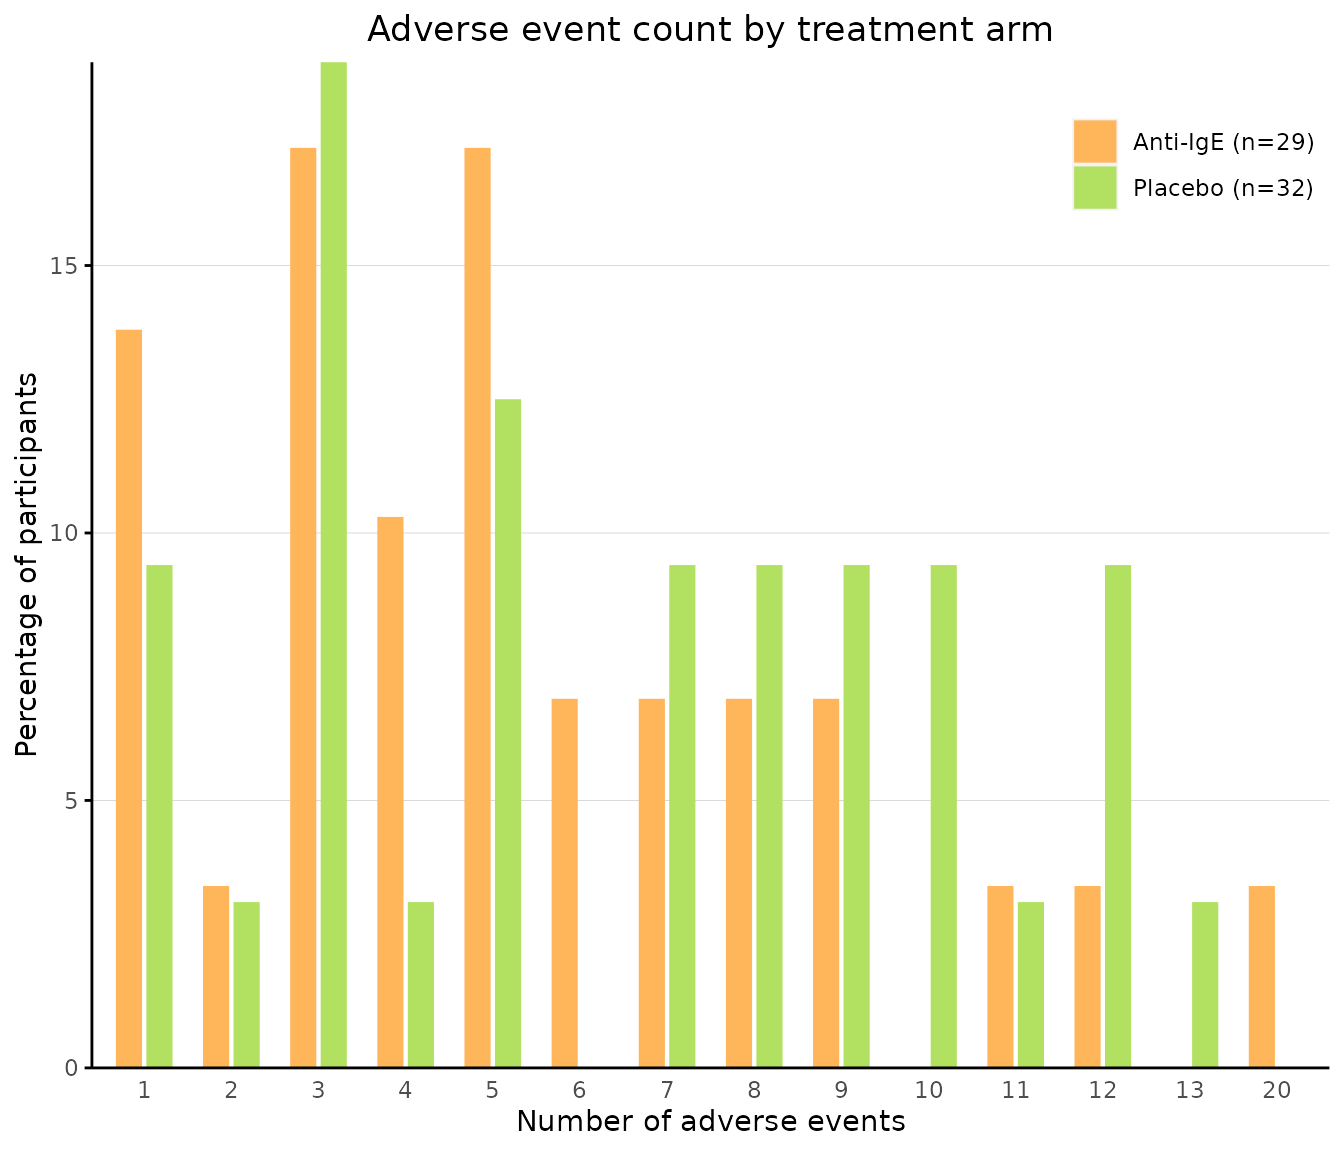 Adverse event count by treatment arm
Anti-IgE (n=29)
Placebo (n=32)
Percentage of participants
15
10
5
0
1 2 3 4 5 6 7 8 9 10 11 12 13 20
Number of adverse events